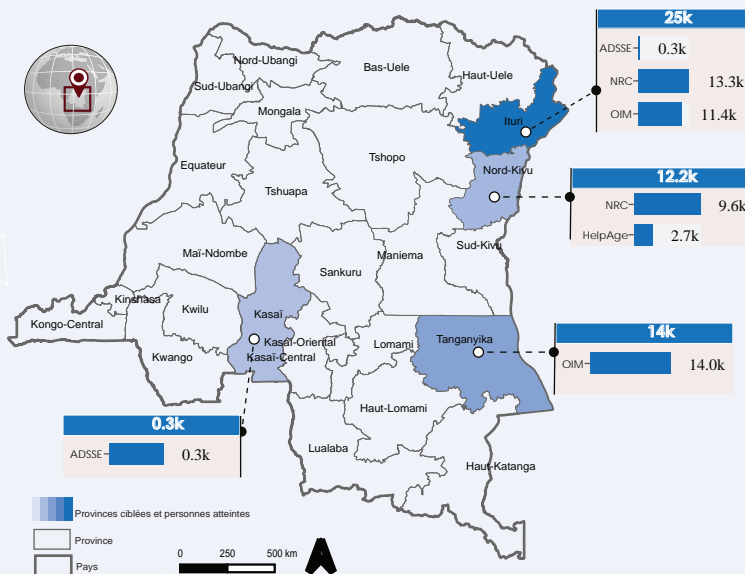 25k
ADSSE
0.3k
NRC
13.3k
OIM
11.4k
Nord-Ubangi
Bas-Uele
Haut-Uele
Sud-Ubangi
Mongala
Ituri
Equateur
Tshopo
Nord-Kivu
Tshuapa
12.2k
NRC
9.6k
HelpAge
2.7k
Maï-Ndombe
Sankuru
Maniema
Sud-Kivu
Kinshasa
Kwilu
Kasaï
Kongo-Central
Kasaï-Oriental
Lomami
Tanganyika
Kwango
Kasaï-Central
14k
OIM
14.0k
Haut-Lomami
0.3k
ADSSE
0.3k
Lualaba
Haut-Katanga
Provinces ciblées et personnes atteintes
Province
Pays
0 250 500 km